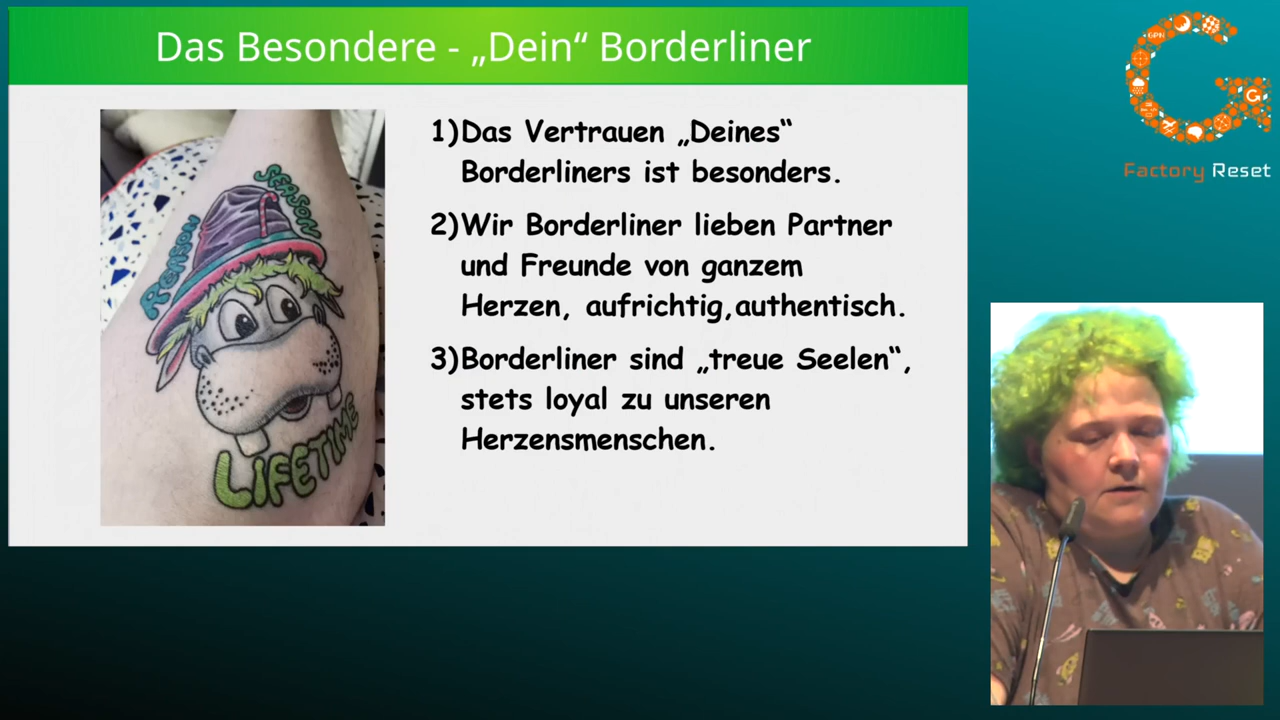 Das Besondere - „Dein“ Borderliner
1)Das Vertrauen „Deines“
Borderliners ist besonders.
2)Wir Borderliner lieben Partner
und Freunde von ganzem
Herzen, aufrichtig,authentisch.
3)Borderliner sind „treue Seelen“,
stets loyal zu unseren
Herzensmenschen.
REASON
SEASON
LIFETIME
GPN
G
Factory Reset